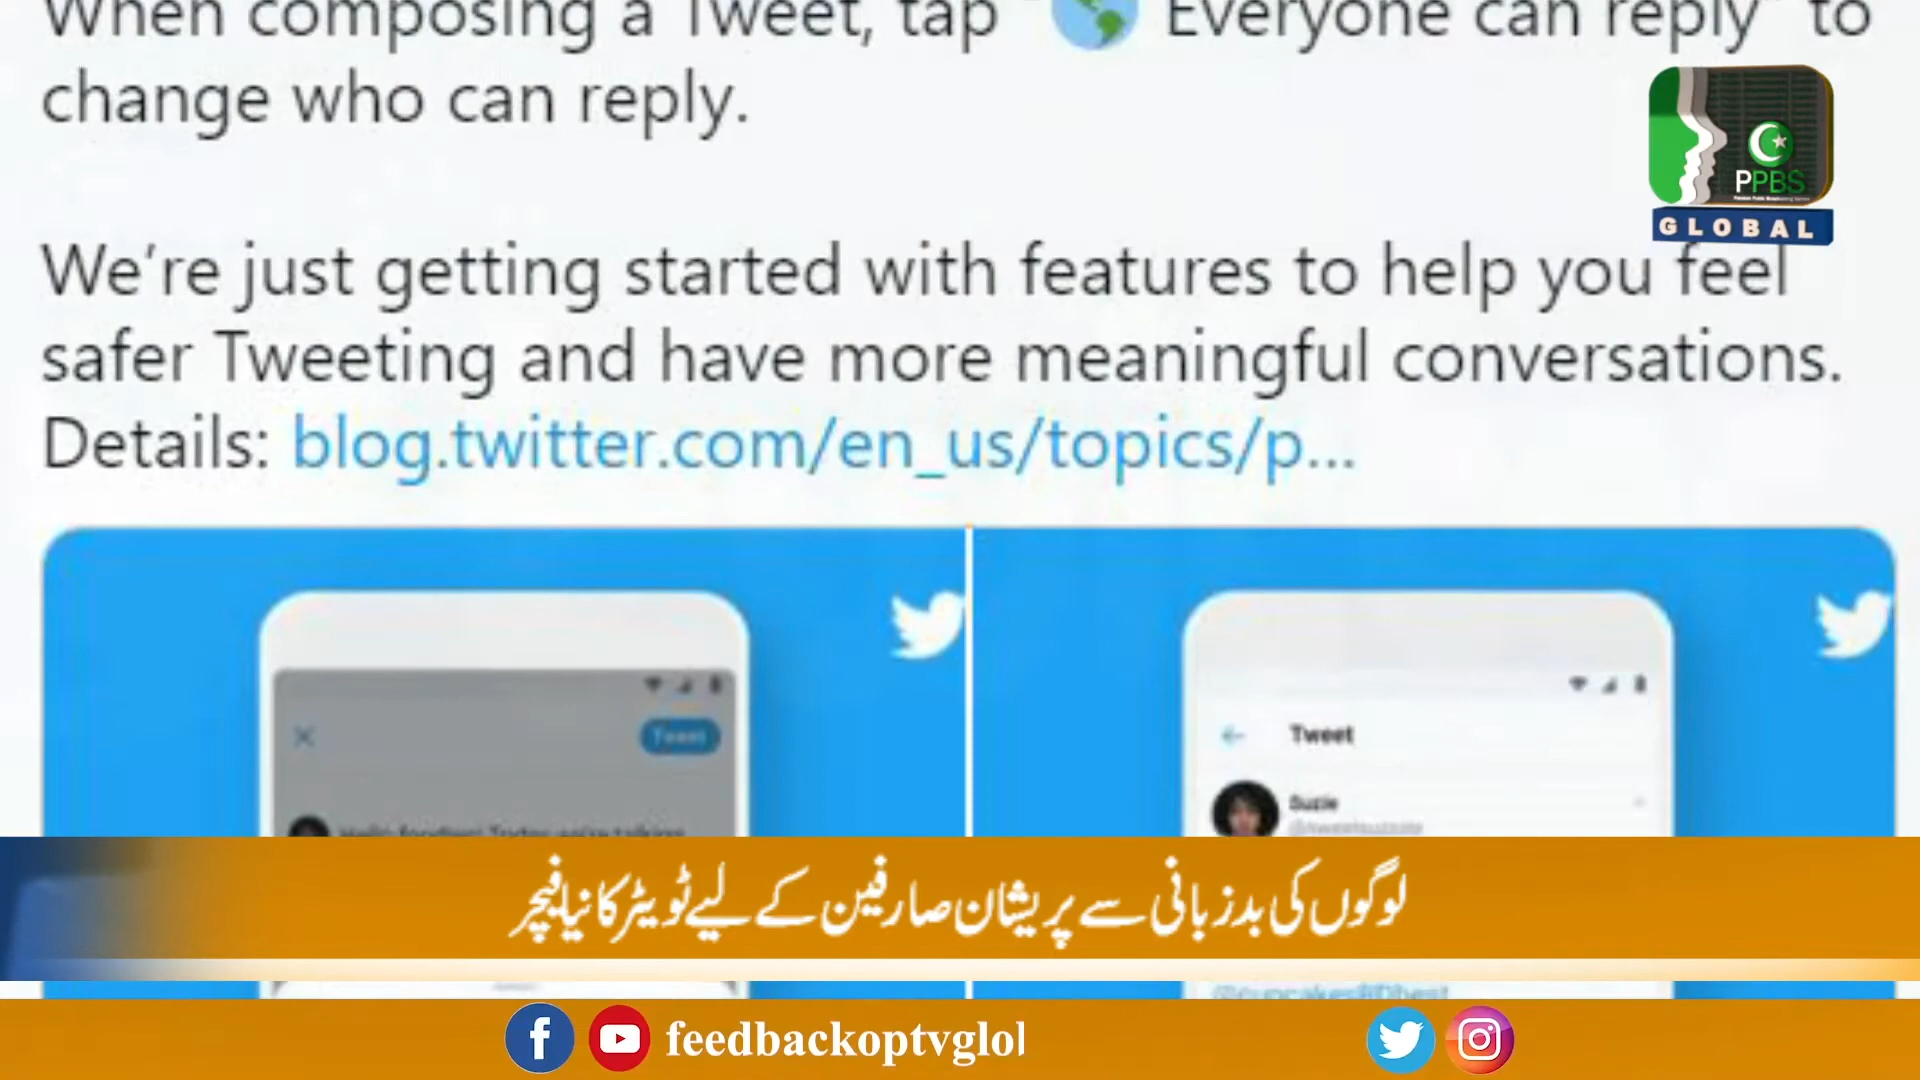 When composing a Tweet, tap "🌎 Everyone can reply" to
change who can reply.
PPBS
GLOBAL
We're just getting started with features to help you feel
safer Tweeting and have more meaningful conversations.
Details: blog.twitter.com/en_us/topics/p...
Tweet
Tweet
Suzie
لوگوں کی بدزبانی سے پریشان صارفین کے لیے ٹویٹر کا نیا فیچر
feedbackoptvglol